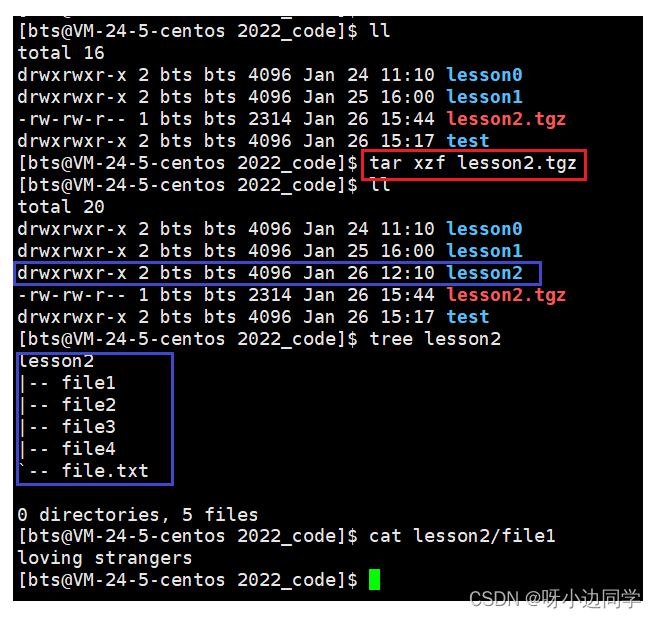 [bts@VM-24-5-centos 2022_code]$ ll
total 16
drwxrwxr-x 2 bts bts 4096 Jan 24 11:10 lesson0
drwxrwxr-x 2 bts bts 4096 Jan 25 16:00 lesson1
-rw-rw-r-- 1 bts bts 2314 Jan 26 15:44 lesson2.tgz
drwxrwxr-x 2 bts bts 4096 Jan 26 15:17 test
[bts@VM-24-5-centos 2022_code]$ tar xzf lesson2.tgz
[bts@VM-24-5-centos 2022_code]$ ll
total 20
drwxrwxr-x 2 bts bts 4096 Jan 24 11:10 lesson0
drwxrwxr-x 2 bts bts 4096 Jan 25 16:00 lesson1
drwxrwxr-x 2 bts bts 4096 Jan 26 12:10 lesson2
-rw-rw-r-- 1 bts bts 2314 Jan 26 15:44 lesson2.tgz
drwxrwxr-x 2 bts bts 4096 Jan 26 15:17 test
[bts@VM-24-5-centos 2022_code]$ tree lesson2
lesson2
|-- file1
|-- file2
|-- file3
|-- file4
`-- file.txt
0 directories, 5 files
[bts@VM-24-5-centos 2022_code]$ cat lesson2/file1
loving strangers
[bts@VM-24-5-centos 2022_code]$
CSDN @呀小边同学